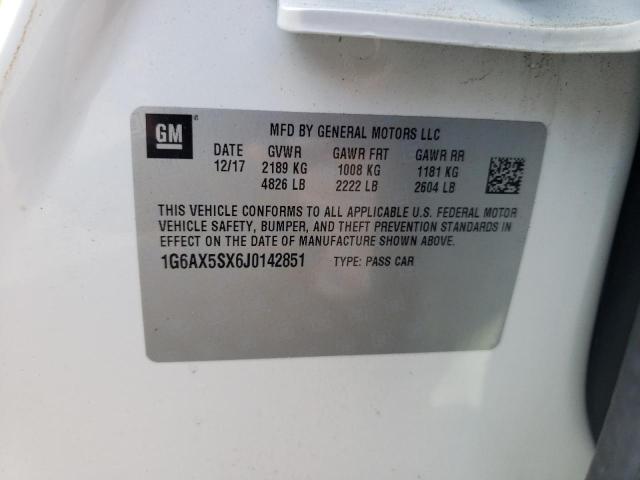 GM®
MFD BY GENERAL MOTORS LLC
DATE GVWR GAWR FRT GAWR RR
12/17 2189 KG 1008 KG 1181 KG
4826 LB 2222 LB 2604 LB
THIS VEHICLE CONFORMS TO ALL APPLICABLE U.S. FEDERAL MOTOR
VEHICLE SAFETY, BUMPER, AND THEFT PREVENTION STANDARDS IN
EFFECT ON THE DATE OF MANUFACTURE SHOWN ABOVE.
1G6AX5SX6J0142851 TYPE: PASS CAR